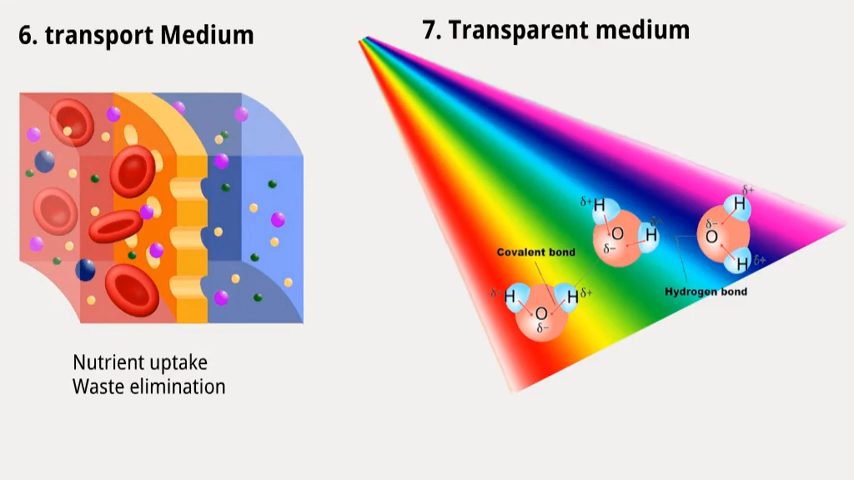 6. transport Medium
7. Transparent medium
Nutrient uptake
Waste elimination
δ+
H
δ+
H
O
δ-
Covalent bond
H
δ+
O
δ-
δ+
H
δ-
O
H
δ+
Hydrogen bond
H
H
δ+
O
δ-